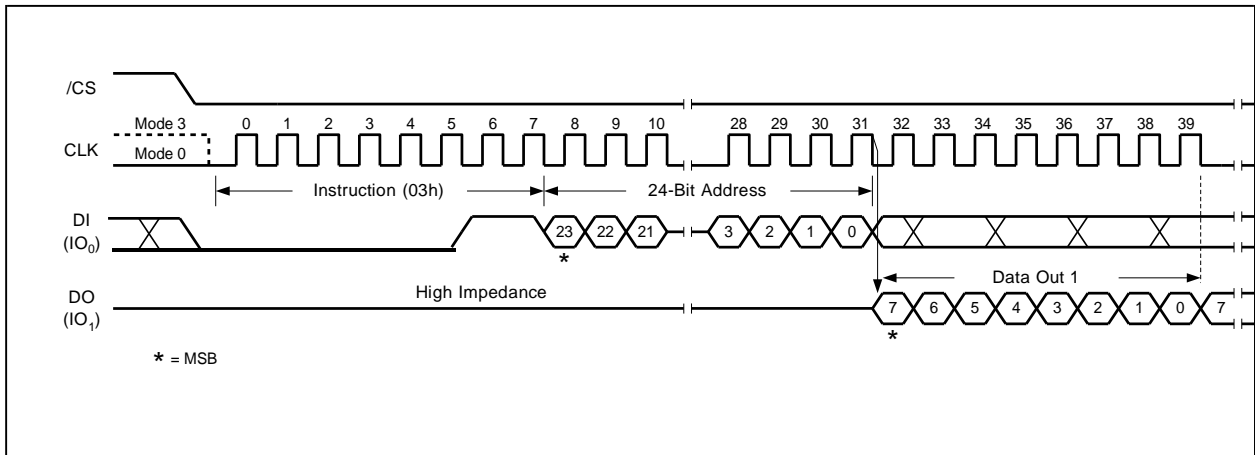 /CS
Mode 3
0 1 2 3 4 5 6 7 8 9 10 28 29 30 31 32 33 34 35 36 37 38 39
CLK
Mode 0
Instruction (03h) 24-Bit Address
DI
(IO0)
23 22 21 3 2 1 0
*
Data Out 1
High Impedance
DO
(IO1)
7 6 5 4 3 2 1 0 7
*
* = MSB